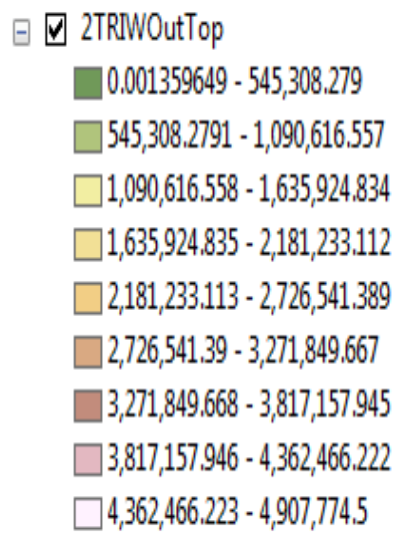 2TRIWOutTop
0.001359649 - 545,308.279
545,308.2791 - 1,090,616.557
1,090,616.558 - 1,635,924.834
1,635,924.835 - 2,181,233.112
2,181,233.113 - 2,726,541.389
2,726,541.39 - 3,271,849.667
3,271,849.668 - 3,817,157.945
3,817,157.946 - 4,362,466.222
4,362,466.223 - 4,907,774.5